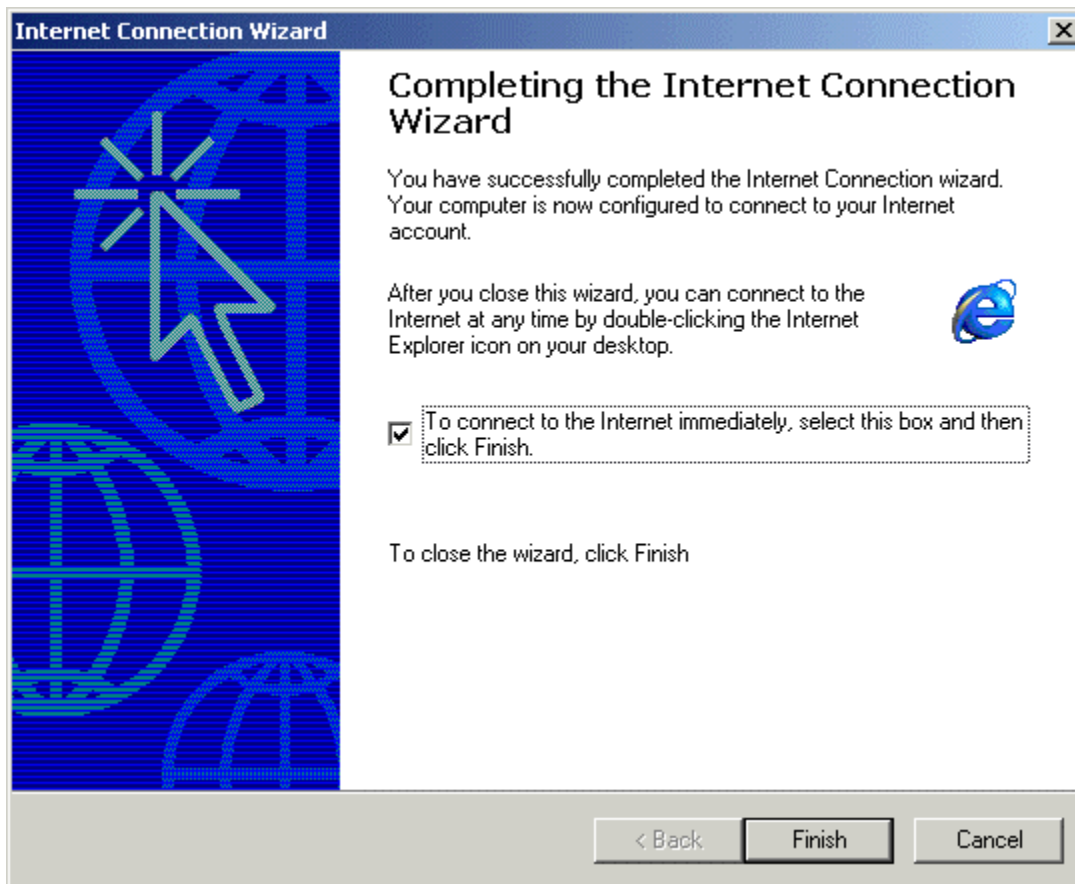 Internet Connection Wizard
Completing the Internet Connection
Wizard
You have successfully completed the Internet Connection wizard.
Your computer is now configured to connect to your Internet
account.
After you close this wizard, you can connect to the
Internet at any time by double-clicking the Internet
Explorer icon on your desktop.
To connect to the Internet immediately, select this box and then
click Finish.
To close the wizard, click Finish
< Back
Finish
Cancel